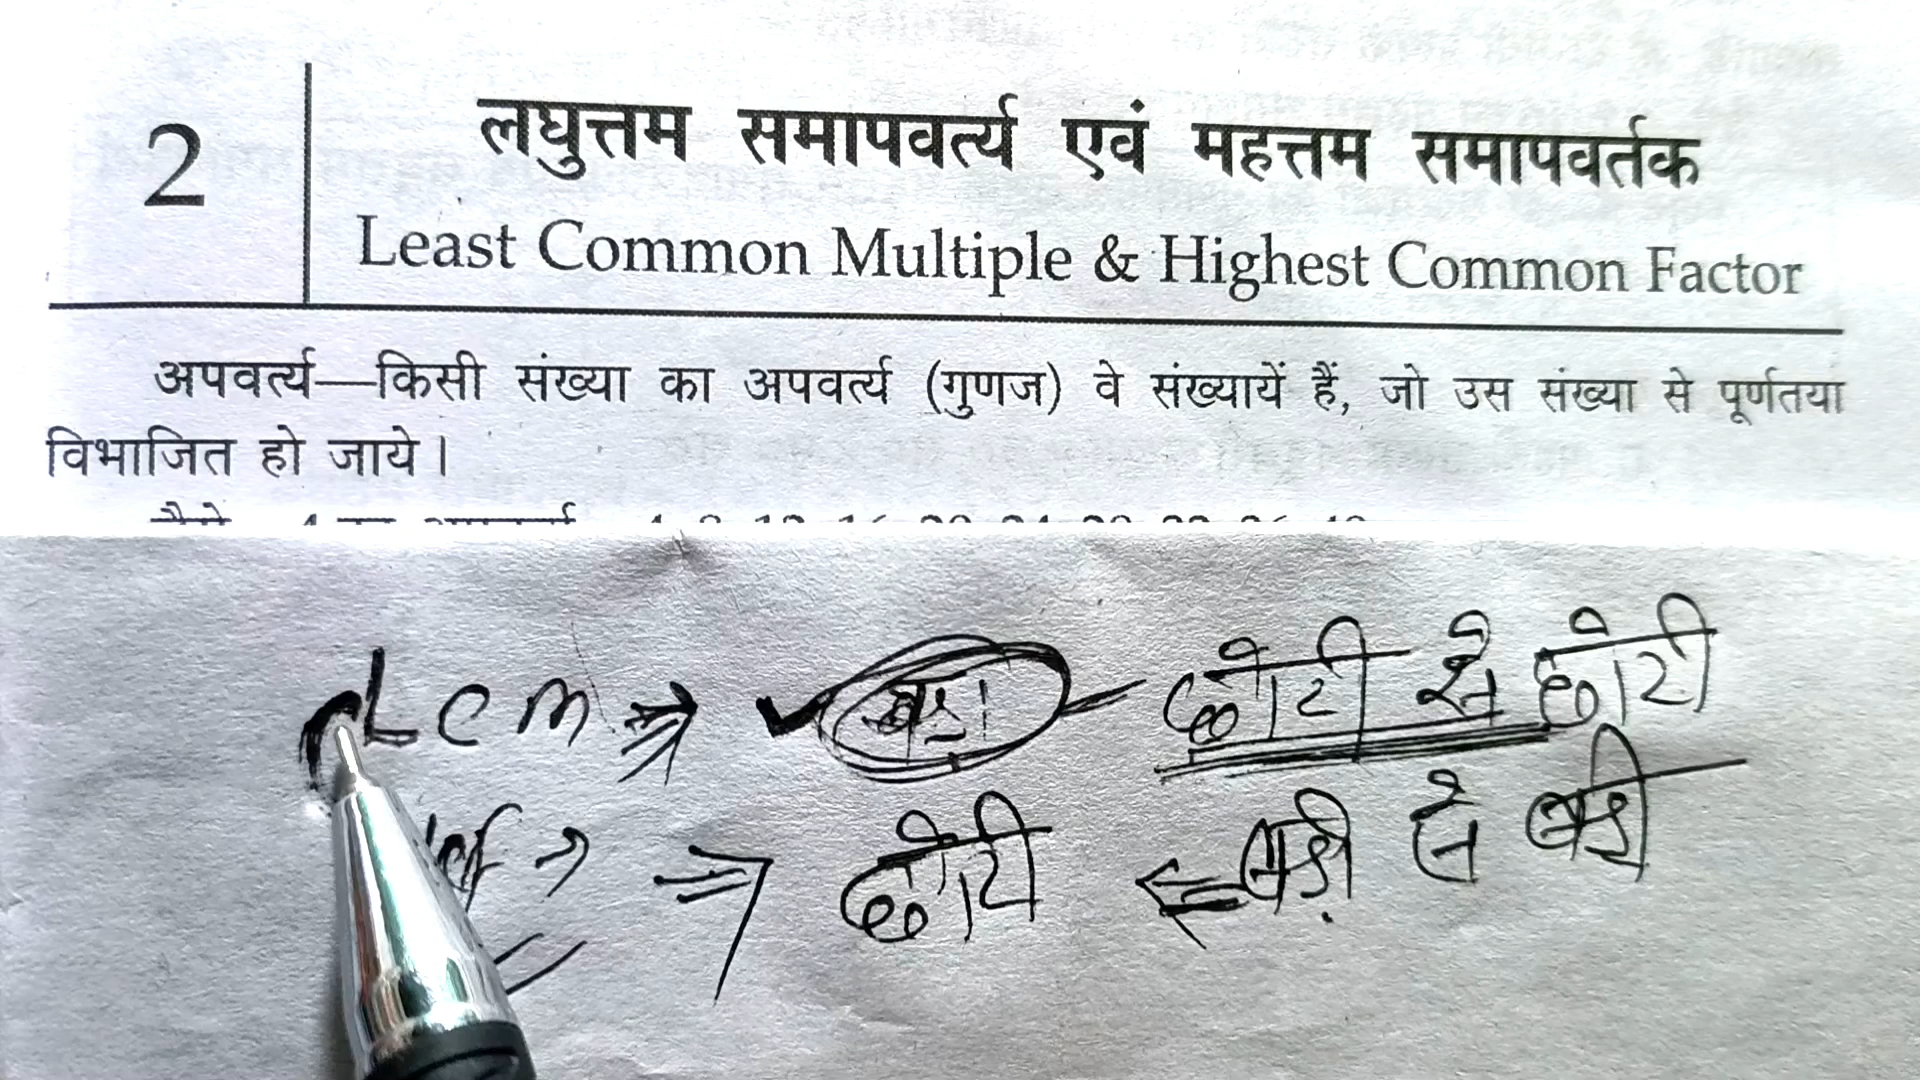 2
लघुत्तम समापवर्त्य एवं महत्तम समापवर्तक
Least Common Multiple & Highest Common Factor
अपवर्त्य—किसी संख्या का अपवर्त्य (गुणज) वे संख्यायें हैं, जो उस संख्या से पूर्णतया
विभाजित हो जाये।
Lcm ⇒ बड़ा छोटी से छोटी
⇒ छोटी ⇐ बड़ी से बड़ी